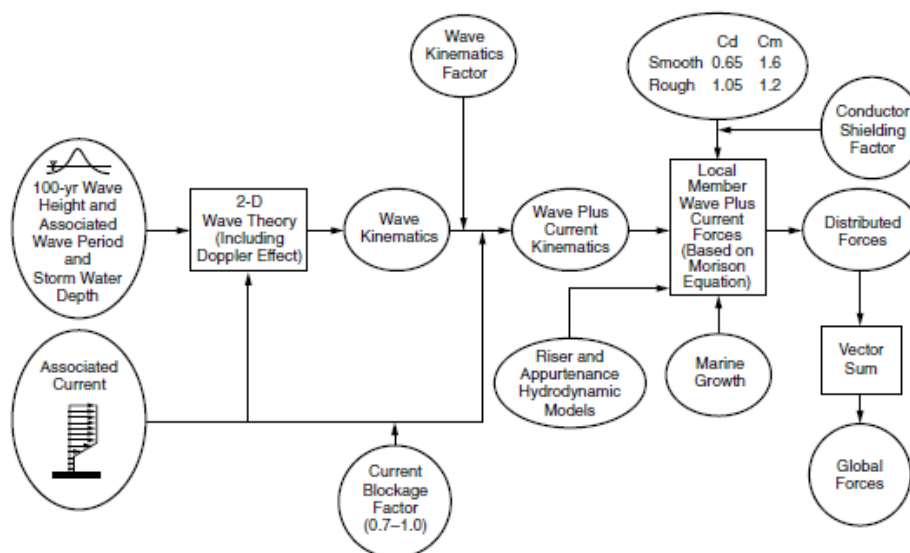 Wave
Kinematics
Factor
Cd Cm
Smooth 0.65 1.6
Rough 1.05 1.2
Conductor
Shielding
Factor
100-yr Wave
Height and
Associated
Wave Period
and
Storm Water
Depth
2-D
Wave Theory
(Including
Doppler Effect)
Wave
Kinematics
Wave Plus
Current
Kinematics
Local
Member
Wave Plus
Current
Forces
(Based on
Morison
Equation)
Distributed
Forces
Associated
Current
Riser and
Appurtenance
Hydrodynamic
Models
Marine
Growth
Vector
Sum
Current
Blockage
Factor
(0.7–1.0)
Global
Forces